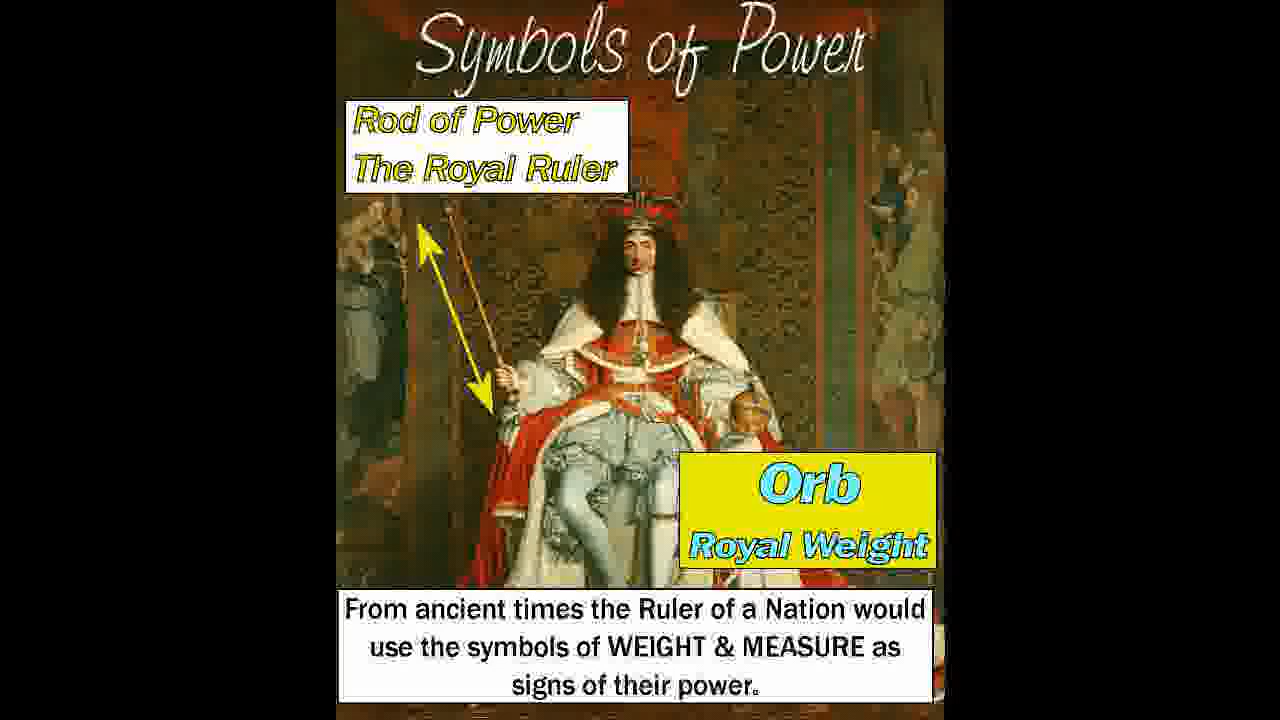 Symbols of Power
Rod of Power
The Royal Ruler
Orb
Royal Weight
From ancient times the Ruler of a Nation would
use the symbols of WEIGHT & MEASURE as
signs of their power.